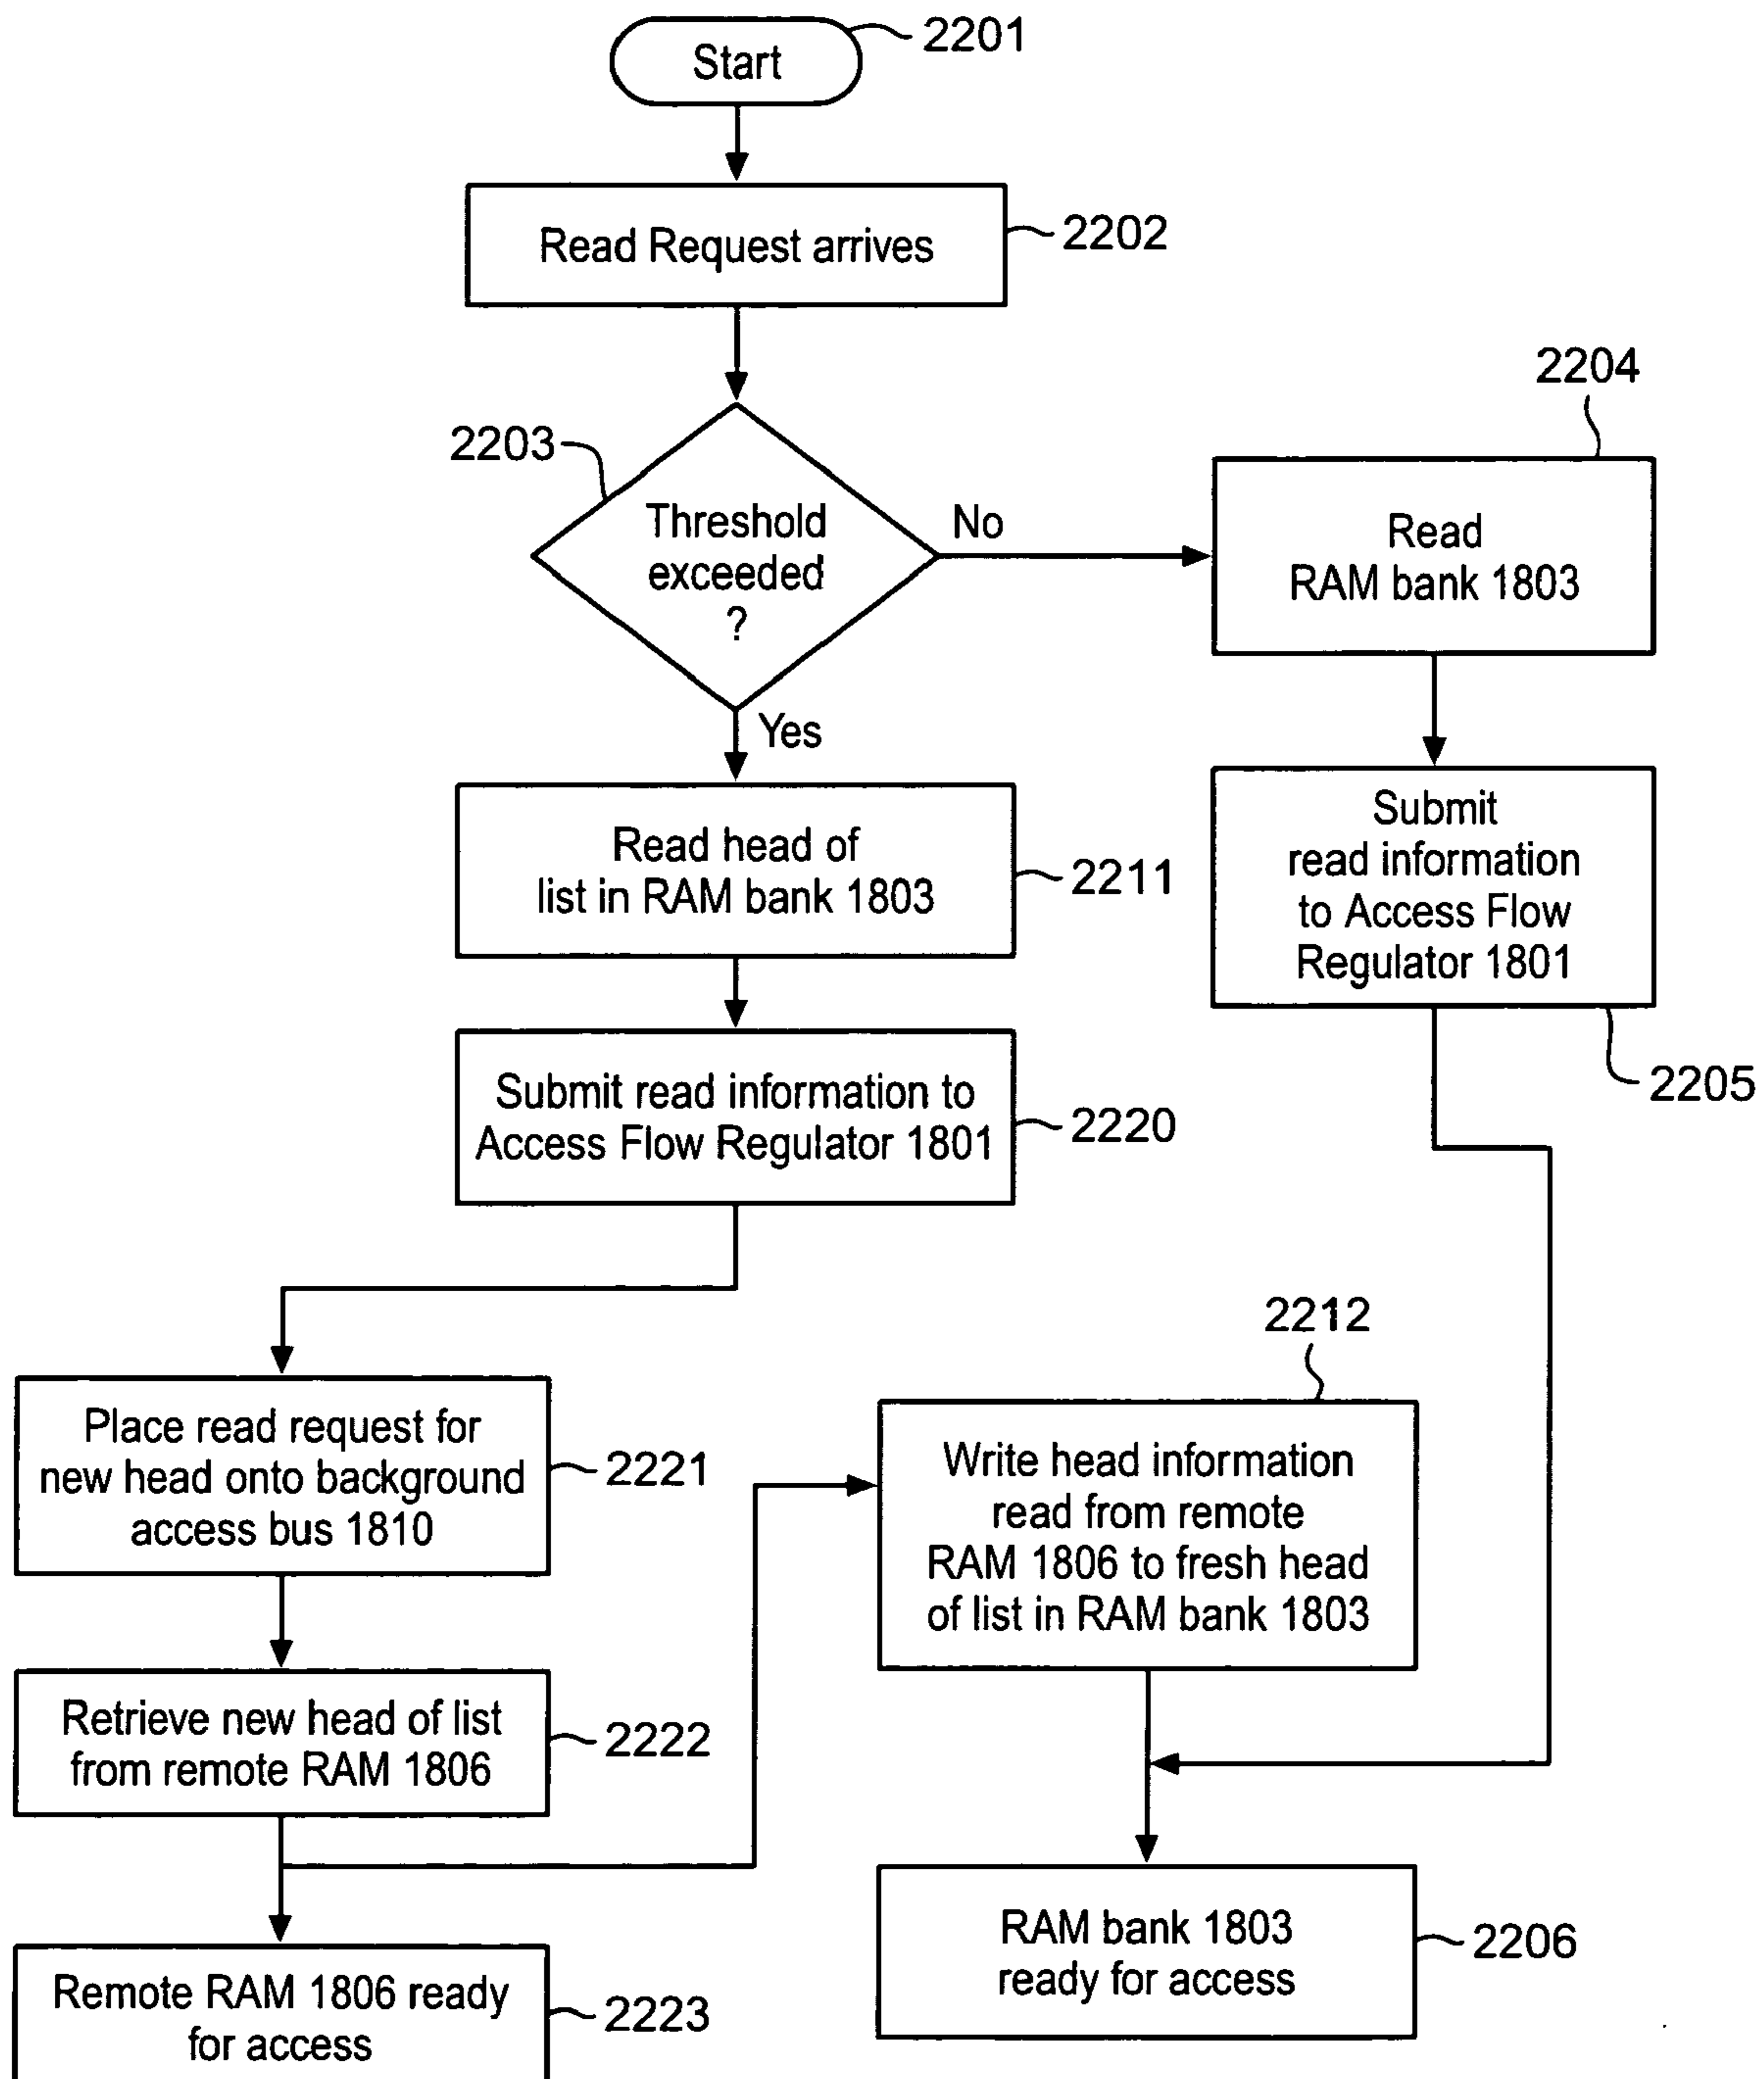 Start
2201
Read Request arrives
2202
2203
Threshold
exceeded
?
No
Yes
2204
Read
RAM bank 1803
Submit
read information
to Access Flow
Regulator 1801
2205
Read head of
list in RAM bank 1803
2211
Submit read information to
Access Flow Regulator 1801
2220
Place read request for
new head onto background
access bus 1810
2221
Retrieve new head of list
from remote RAM 1806
2222
Remote RAM 1806 ready
for access
2223
2212
Write head information
read from remote
RAM 1806 to fresh head
of list in RAM bank 1803
RAM bank 1803
ready for access
2206